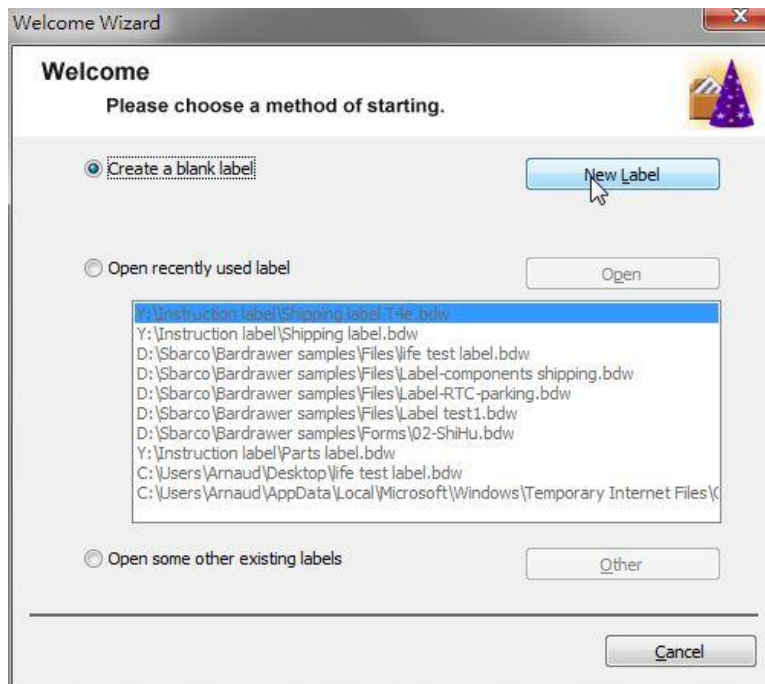 Welcome Wizard
Welcome
Please choose a method of starting.
Create a blank label
New Label
Open recently used label
Open
Y:\Instruction label\Shipping label T4e.bdw
Y:\Instruction label\Shipping label.bdw
D:\Sbarco\Bardrawer samples\Files\life test label.bdw
D:\Sbarco\Bardrawer samples\Files\Label-components shipping.bdw
D:\Sbarco\Bardrawer samples\Files\Label-RTC-parking.bdw
D:\Sbarco\Bardrawer samples\Files\Label test1.bdw
D:\Sbarco\Bardrawer samples\Forms\02-ShiHu.bdw
Y:\Instruction label\Parts label.bdw
C:\Users\Arnaud\Desktop\life test label.bdw
C:\Users\Arnaud\AppData\Local\Microsoft\Windows\Temporary Internet Files\C
Open some other existing labels
Other
Cancel